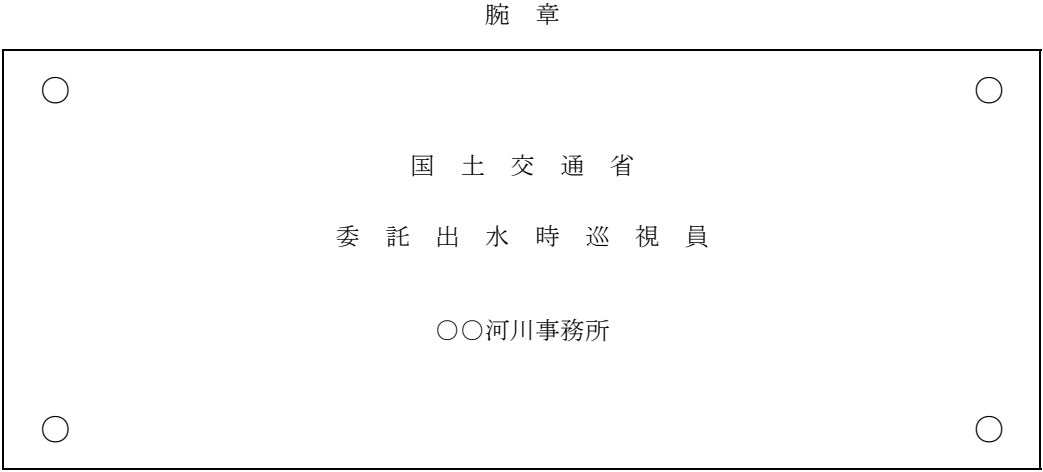 腕　章
国　土　交　通　省
委　託　出　水　時　巡　視　員
○○河川事務所